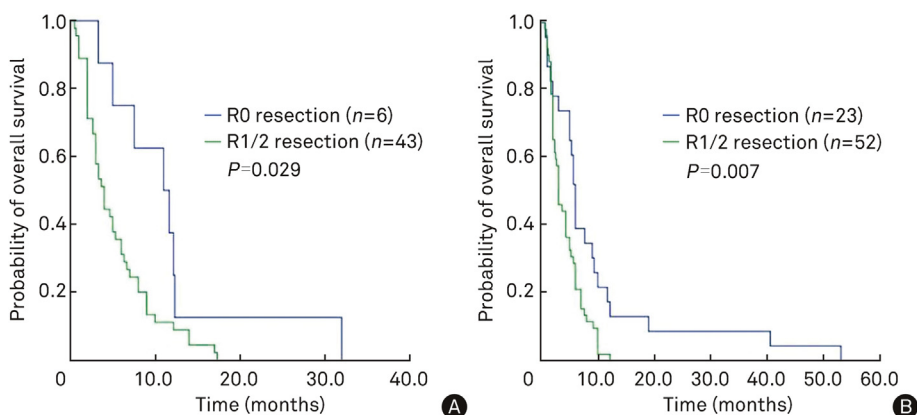 Probability of overall survival
1.0
0.8
0.6
0.4
0.2
0
10.0
20.0
30.0
40.0
Time (months)
R0 resection (n=6)
R1/2 resection (n=43)
P=0.029
A
Probability of overall survival
1.0
0.8
0.6
0.4
0.2
0
10.0
20.0
30.0
40.0
50.0
60.0
Time (months)
R0 resection (n=23)
R1/2 resection (n=52)
P=0.007
B